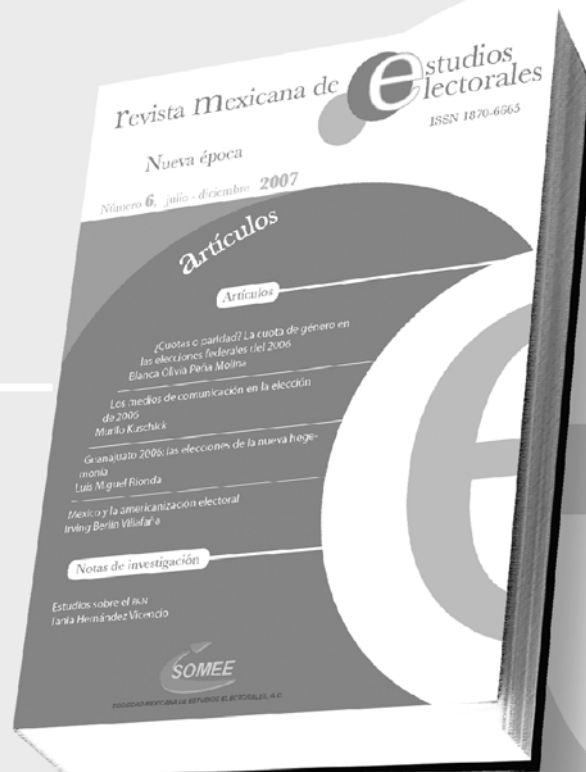 revista mexicana de estudios electorales
ISSN 1870-6665
Nueva época
Número 6, julio - diciembre 2007
artículos
Artículos
¿Cuotas o paridad? La cuota de género en
las elecciones federales del 2006
Blanca Olivia Peña Molina
Los medios de comunicación en la elección
de 2006
Murilo Kuschick
Guanajuato 2006: las elecciones de la nueva hege-
monía
Luis Miguel Rionda
México y la americanización electoral
Irving Berlín Villafaña
Notas de investigación
Estudios sobre el PAN
Tania Hernández Vicencio
SOMEE
SOCIEDAD MEXICANA DE ESTUDIOS ELECTORALES, A.C.